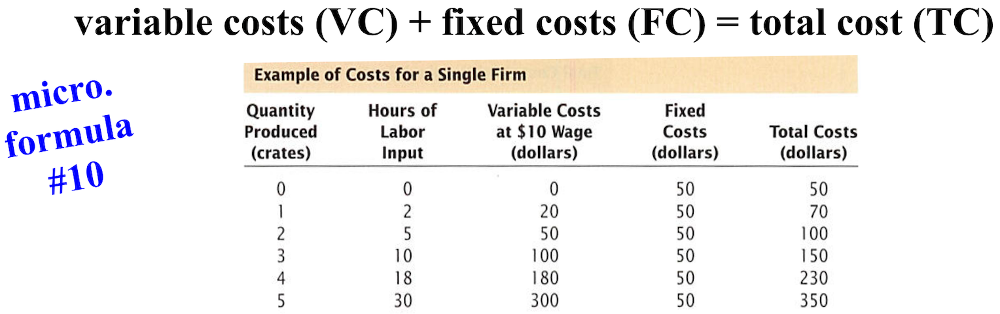 variable costs (VC) + fixed costs (FC) = total cost (TC)
micro.
formula
#10
Example of Costs for a Single Firm
Quantity Hours of Variable Costs Fixed
Produced Labor at $10 Wage Costs Total Costs
(crates) Input (dollars) (dollars) (dollars)
0 0 0 50 50
1 2 20 50 70
2 5 50 50 100
3 10 100 50 150
4 18 180 50 230
5 30 300 50 350